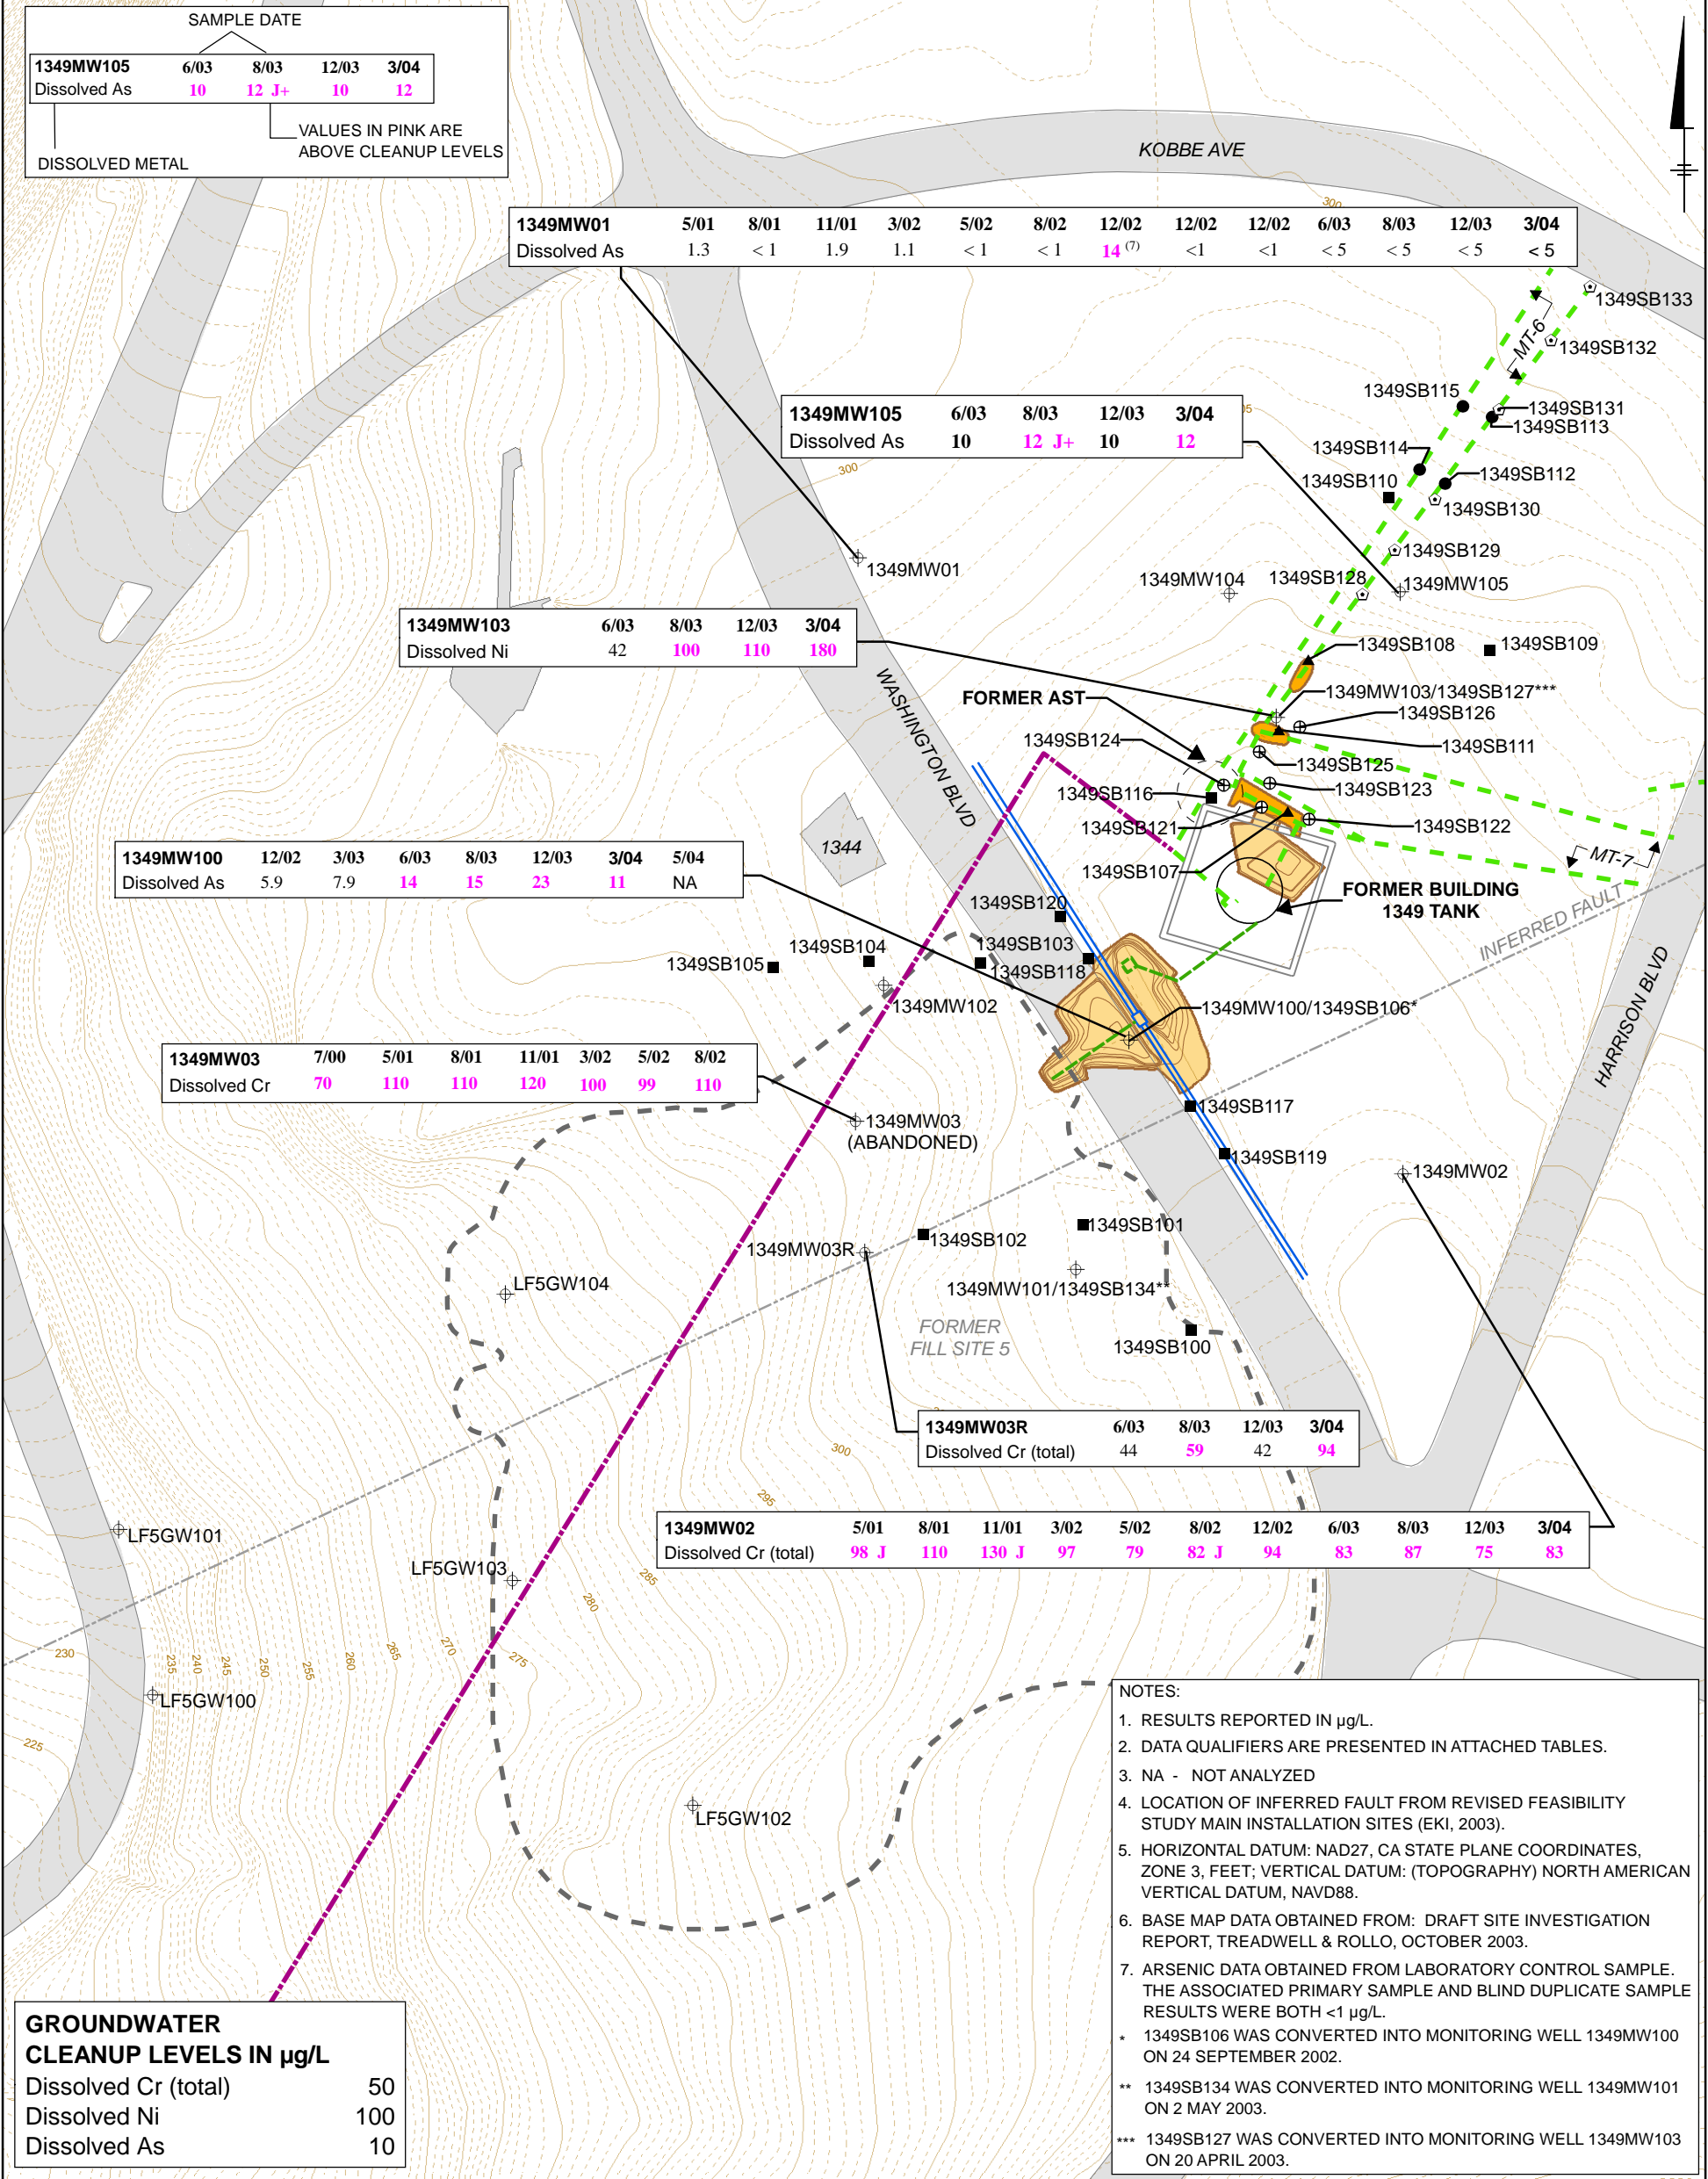 SAMPLE DATE
1349MW105 6/03 8/03 12/03 3/04
Dissolved As 10 12 J+ 10 12
VALUES IN PINK ARE
ABOVE CLEANUP LEVELS
DISSOLVED METAL
KOBBE AVE
300
1349MW01 5/01 8/01 11/01 3/02 5/02 8/02 12/02 12/02 12/02 6/03 8/03 12/03 3/04
Dissolved As 1.3 < 1 1.9 1.1 < 1 < 1 14 (7) <1 <1 < 5 < 5 < 5 < 5
1349SB133
MT-6
1349SB132
1349SB115
1349MW105 6/03 8/03 12/03 3/04
Dissolved As 10 12 J+ 10 12
1349SB131
1349SB113
1349SB114
300
1349SB110
1349SB112
1349SB130
1349SB129
1349MW01
1349MW104
1349SB128
1349MW105
1349MW103 6/03 8/03 12/03 3/04
Dissolved Ni 42 100 110 180
1349SB108
1349SB109
WASHINGTON BLVD
FORMER AST
1349MW103/1349SB127***
1349SB126
1349SB124
1349SB111
1349SB125
1349SB123
1349SB116
1349SB121
1349SB122
1344
MT-7
1349MW100 12/02 3/03 6/03 8/03 12/03 3/04 5/04
Dissolved As 5.9 7.9 14 15 23 11 NA
1349SB107
FORMER BUILDING
1349 TANK
1349SB120
INFERRED FAULT
1349SB104
1349SB103
1349SB105
1349SB118
HARRISON BLVD
1349MW102
1349MW100/1349SB106*
1349MW03 7/00 5/01 8/01 11/01 3/02 5/02 8/02
Dissolved Cr 70 110 110 120 100 99 110
1349SB117
1349MW03
(ABANDONED)
1349SB119
1349MW02
1349SB101
1349SB102
1349MW03R
LF5GW104
1349MW101/1349SB134**
FORMER
FILL SITE 5
1349SB100
1349MW03R 6/03 8/03 12/03 3/04
Dissolved Cr (total) 44 59 42 94
300
295
1349MW02 5/01 8/01 11/01 3/02 5/02 8/02 12/02 6/03 8/03 12/03 3/04
Dissolved Cr (total) 98 J 110 130 J 97 79 82 J 94 83 87 75 83
LF5GW101
LF5GW103
285
280
275
270
265
260
255
250
245
240
235
230
LF5GW100
225
LF5GW102
NOTES:
1. RESULTS REPORTED IN µg/L.
2. DATA QUALIFIERS ARE PRESENTED IN ATTACHED TABLES.
3. NA - NOT ANALYZED
4. LOCATION OF INFERRED FAULT FROM REVISED FEASIBILITY
STUDY MAIN INSTALLATION SITES (EKI, 2003).
5. HORIZONTAL DATUM: NAD27, CA STATE PLANE COORDINATES,
ZONE 3, FEET; VERTICAL DATUM: (TOPOGRAPHY) NORTH AMERICAN
VERTICAL DATUM, NAVD88.
6. BASE MAP DATA OBTAINED FROM: DRAFT SITE INVESTIGATION
REPORT, TREADWELL & ROLLO, OCTOBER 2003.
7. ARSENIC DATA OBTAINED FROM LABORATORY CONTROL SAMPLE.
THE ASSOCIATED PRIMARY SAMPLE AND BLIND DUPLICATE SAMPLE
RESULTS WERE BOTH <1 µg/L.
* 1349SB106 WAS CONVERTED INTO MONITORING WELL 1349MW100
ON 24 SEPTEMBER 2002.
** 1349SB134 WAS CONVERTED INTO MONITORING WELL 1349MW101
ON 2 MAY 2003.
*** 1349SB127 WAS CONVERTED INTO MONITORING WELL 1349MW103
ON 20 APRIL 2003.
GROUNDWATER
CLEANUP LEVELS IN µg/L
Dissolved Cr (total) 50
Dissolved Ni 100
Dissolved As 10